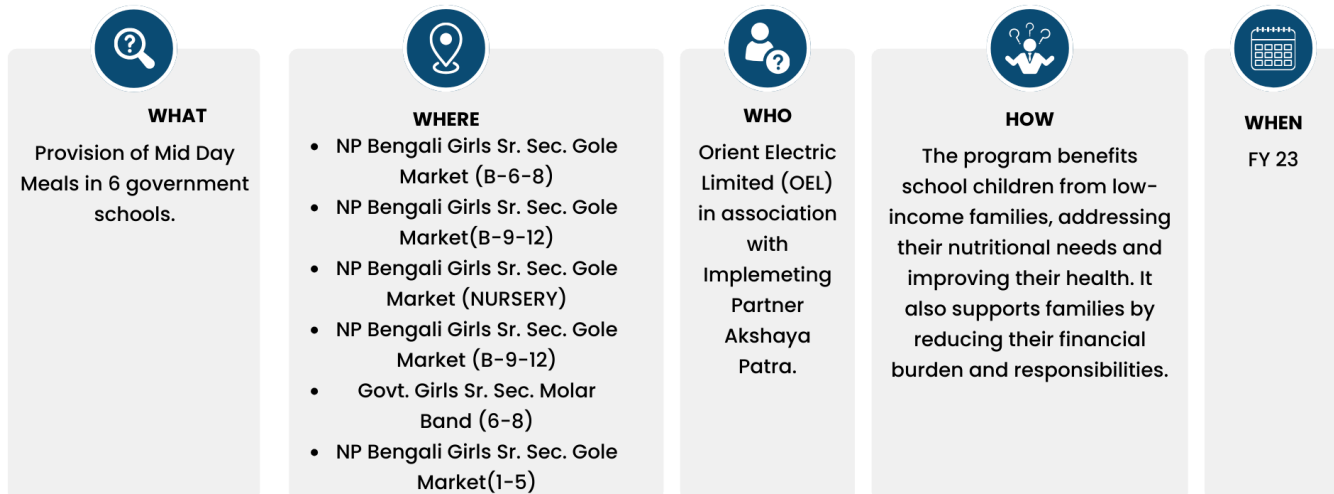 WHAT
Provision of Mid Day
Meals in 6 government
schools.
WHERE
• NP Bengali Girls Sr. Sec. Gole
Market (B-6-8)
• NP Bengali Girls Sr. Sec. Gole
Market(B-9-12)
• NP Bengali Girls Sr. Sec. Gole
Market (NURSERY)
• NP Bengali Girls Sr. Sec. Gole
Market (B-9-12)
• Govt. Girls Sr. Sec. Molar
Band (6-8)
• NP Bengali Girls Sr. Sec. Gole
Market(1-5)
WHO
Orient Electric
Limited (OEL)
in association
with
Implemeting
Partner
Akshaya
Patra.
HOW
The program benefits
school children from low-
income families, addressing
their nutritional needs and
improving their health. It
also supports families by
reducing their financial
burden and responsibilities.
WHEN
FY 23